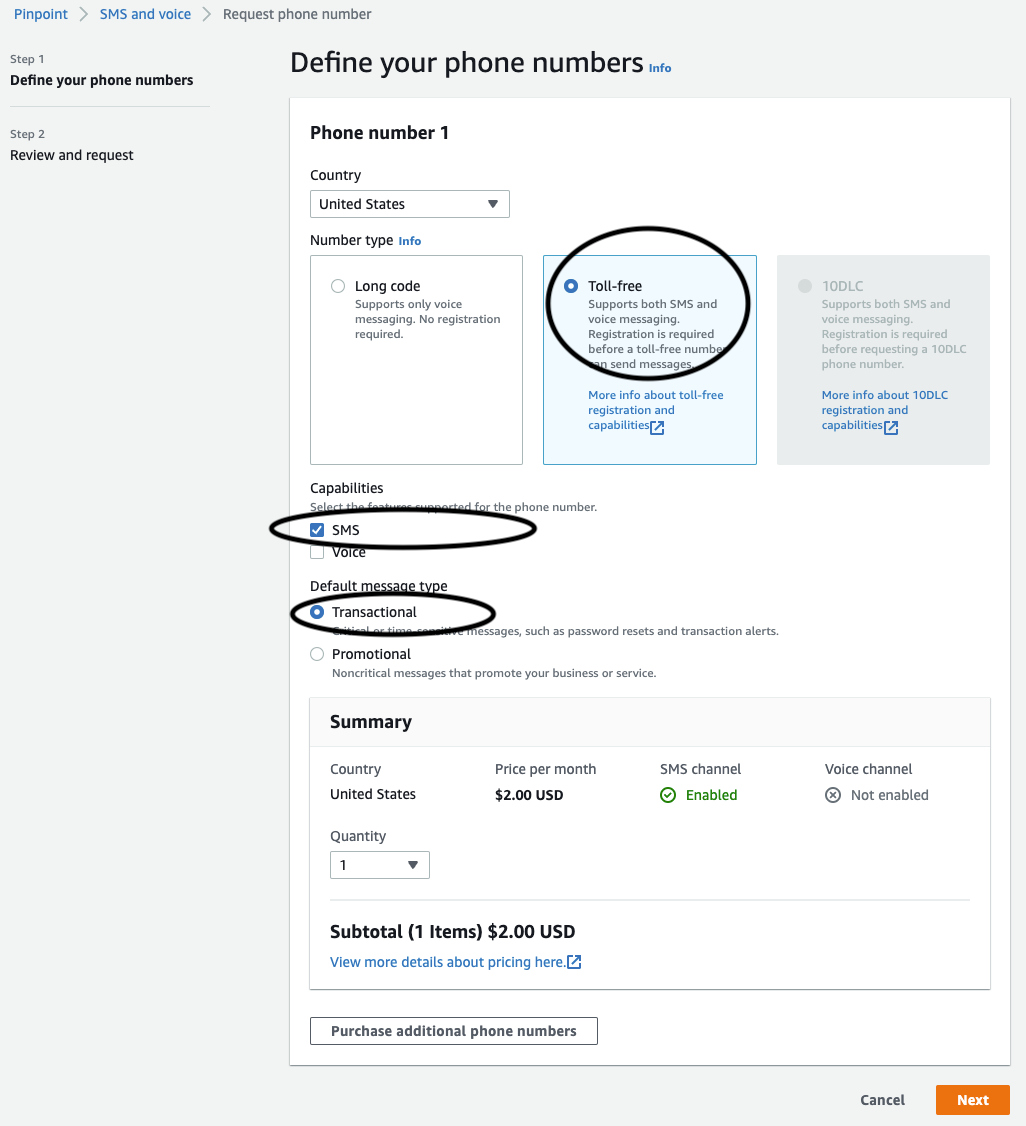 Pinpoint
SMS and voice
Request phone number
Step 1
Define your phone numbers
Step 2
Review and request
Define your phone numbers Info
Phone number 1
Country
United States
Number type Info
Long code
Supports only voice
messaging. No registration
required.
Toll-free
Supports both SMS and
voice messaging.
Registration is required
before a toll-free number
can send messages.
More info about toll-free
registration and
capabilities
10DLC
Supports both SMS and
voice messaging.
Registration is required
before requesting a 10DLC
phone number.
More info about 10DLC
registration and
capabilities
Capabilities
Select the features supported for the phone number.
SMS
Voice
Default message type
Transactional
Critical or time-sensitive messages, such as password resets and transaction alerts.
Promotional
Noncritical messages that promote your business or service.
Summary
Country
United States
Price per month
$2.00 USD
SMS channel
Enabled
Voice channel
Not enabled
Quantity
1
Subtotal (1 Items) $2.00 USD
View more details about pricing here.
Purchase additional phone numbers
Cancel
Next